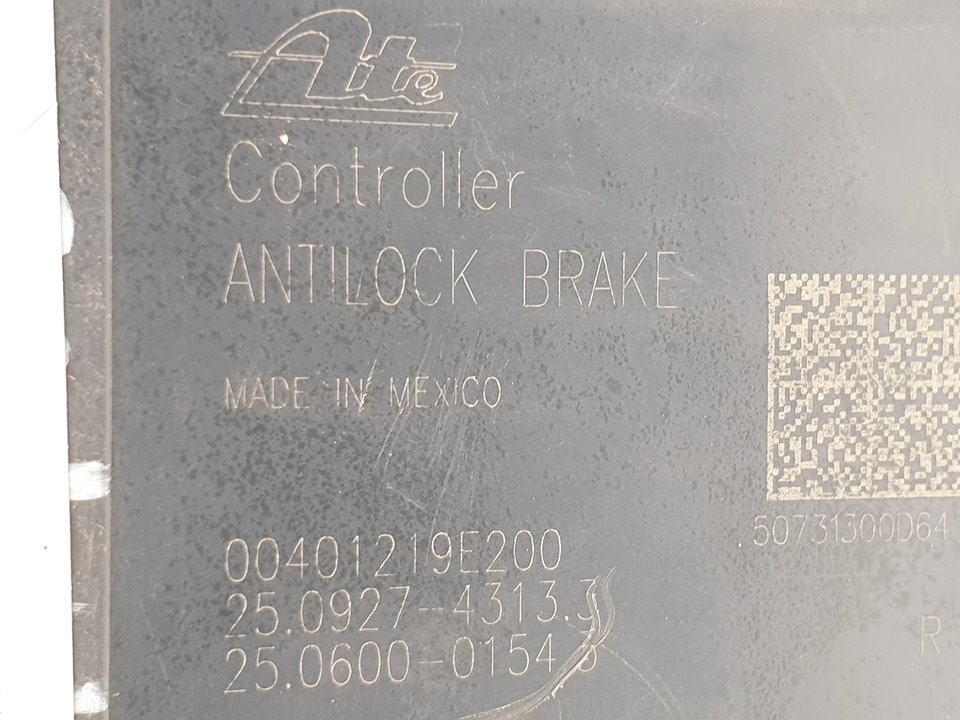 Ate
Controller
ANTILOCK BRAKE
MADE IN MEXICO
50731300D64
00401219E200
25.0927-4313.3
25.0600-0154.3
R